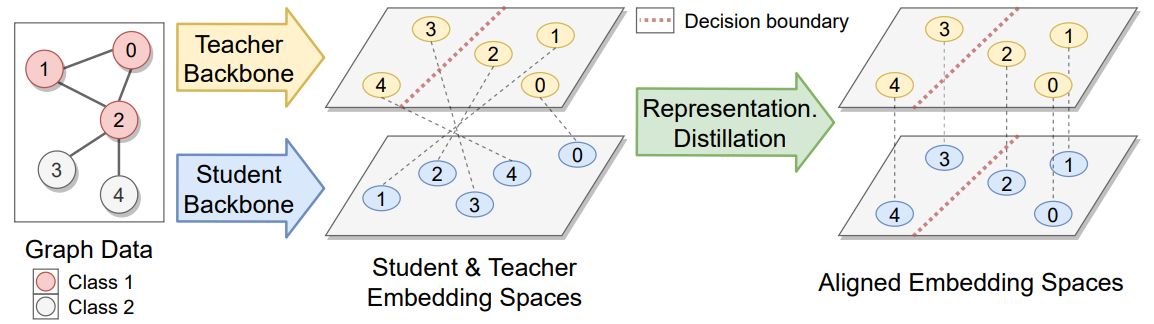 0
1
2
3
4
Graph Data
Class 1
Class 2
Teacher
Backbone
Student
Backbone
3
2
1
4
0
0
2
4
1
3
Student & Teacher
Embedding Spaces
Decision boundary
Representation.
Distillation
3
2
1
4
0
3
1
2
4
0
Aligned Embedding Spaces